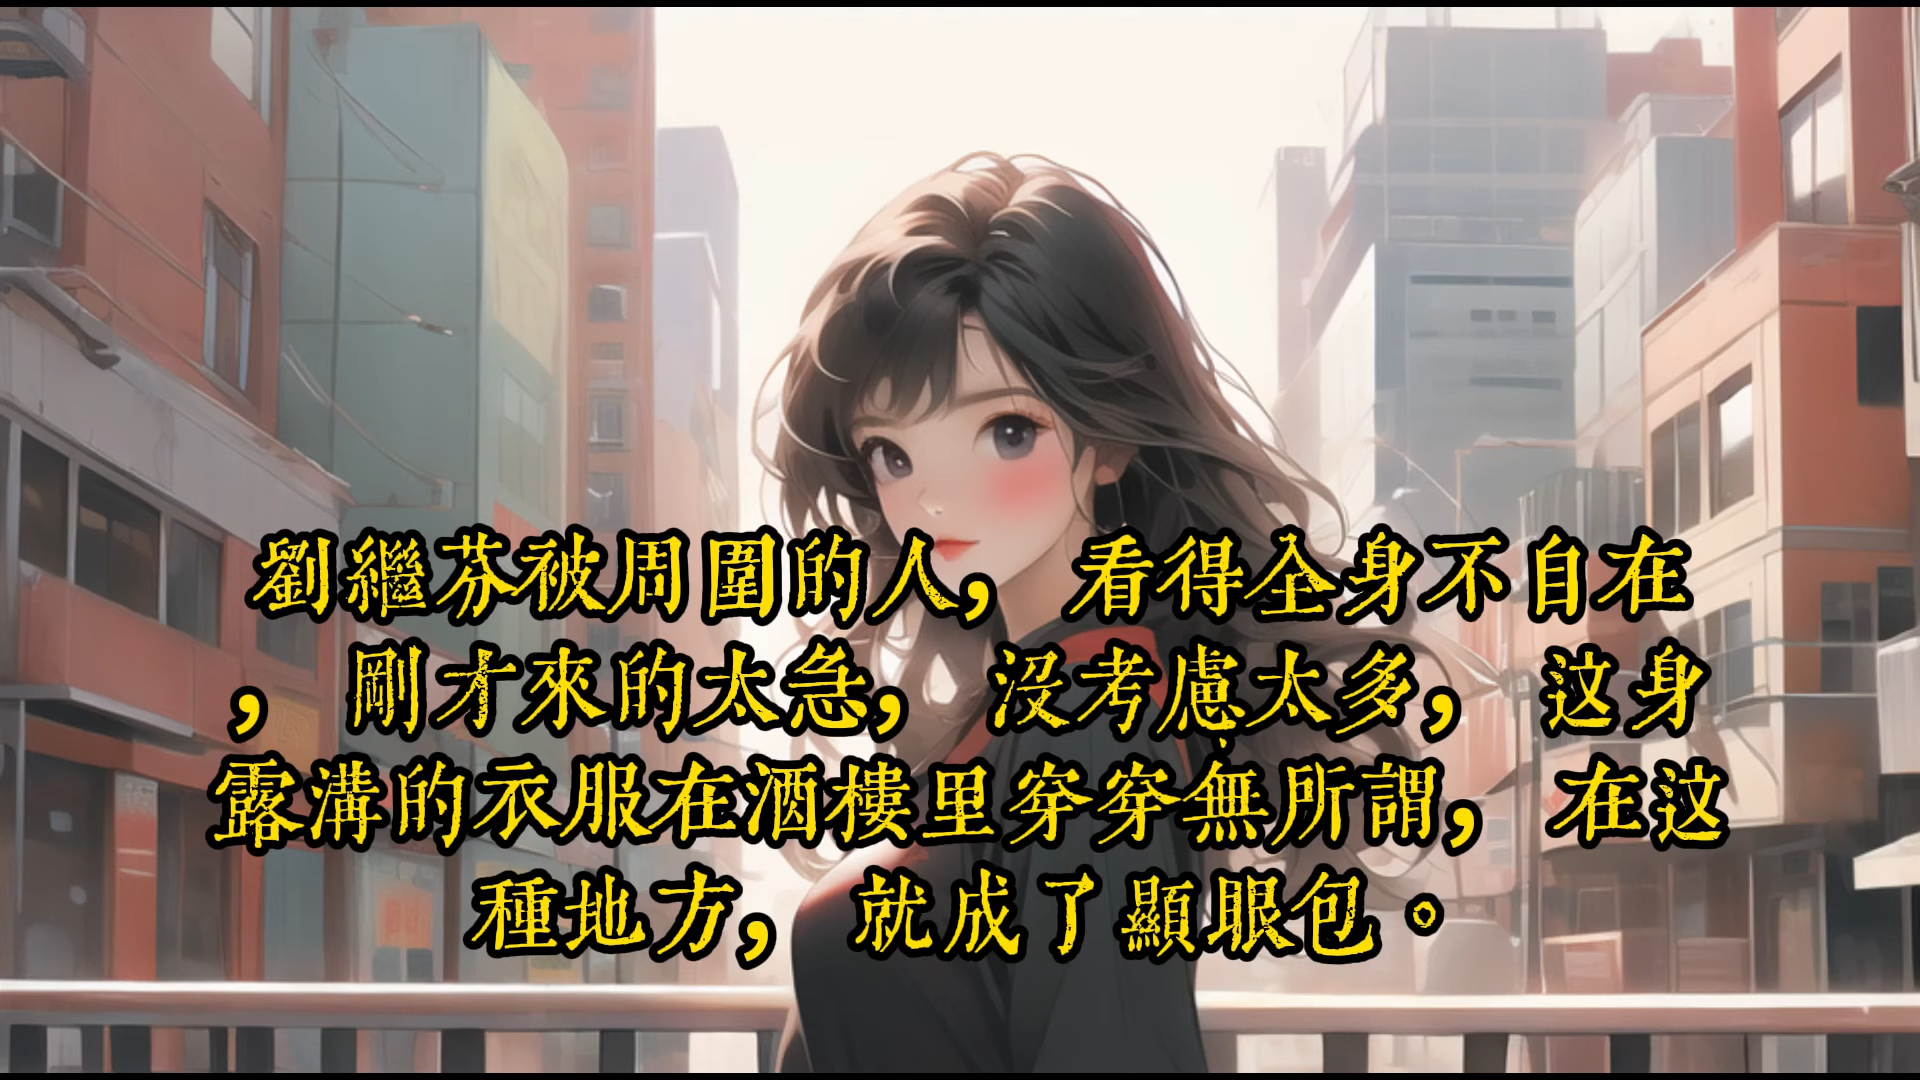 劉繼芬被周圍的人，看得全身不自在
，剛才來的太急，沒考慮太多，这身
露溝的衣服在酒樓里穿穿無所謂，在这
種地方，就成了顯眼包。